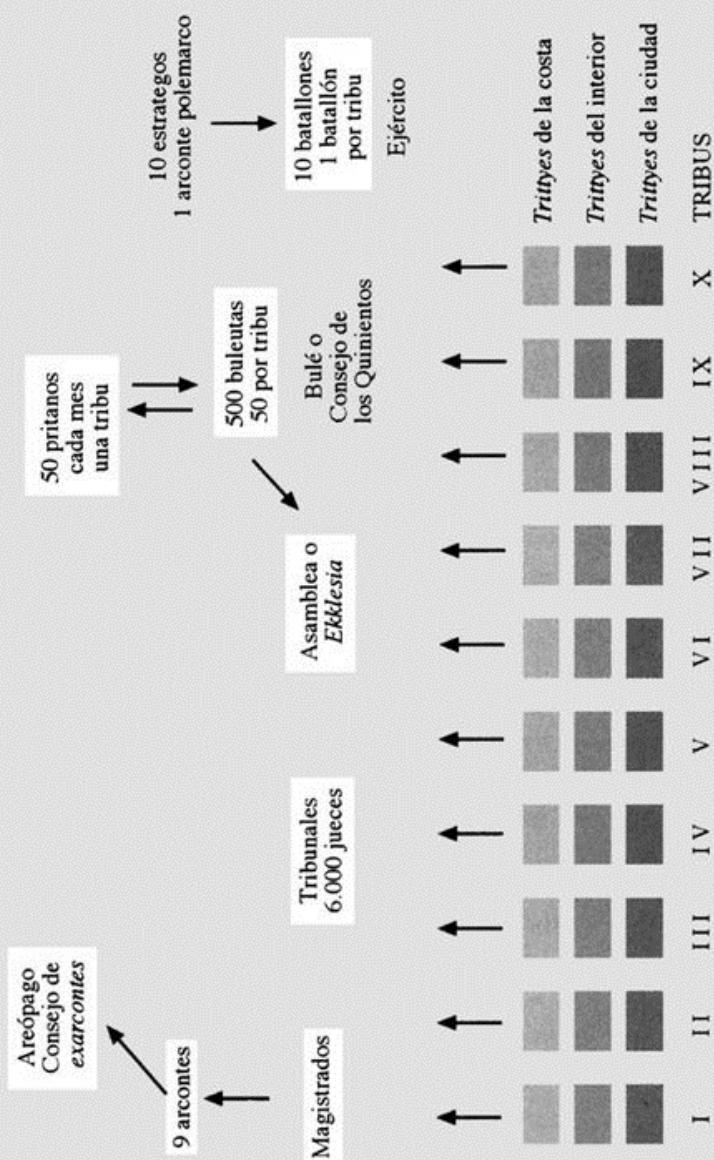 Areópago
Consejo de
exarcontes
9 arcontes
Magistrados
Tribunales
6.000 jueces
50 pritanos
cada mes
una tribu
500 buleutas
50 por tribu
Bulé o
Consejo de
los Quinientos
Asamblea o
Ekklesia
10 estrategos
1 arconte polemarco
10 batallones
1 batallón
por tribu
Ejército
Trittyes de la costa
Trittyes del interior
Trittyes de la ciudad
I II III IV V VI VII VIII IX X TRIBUS